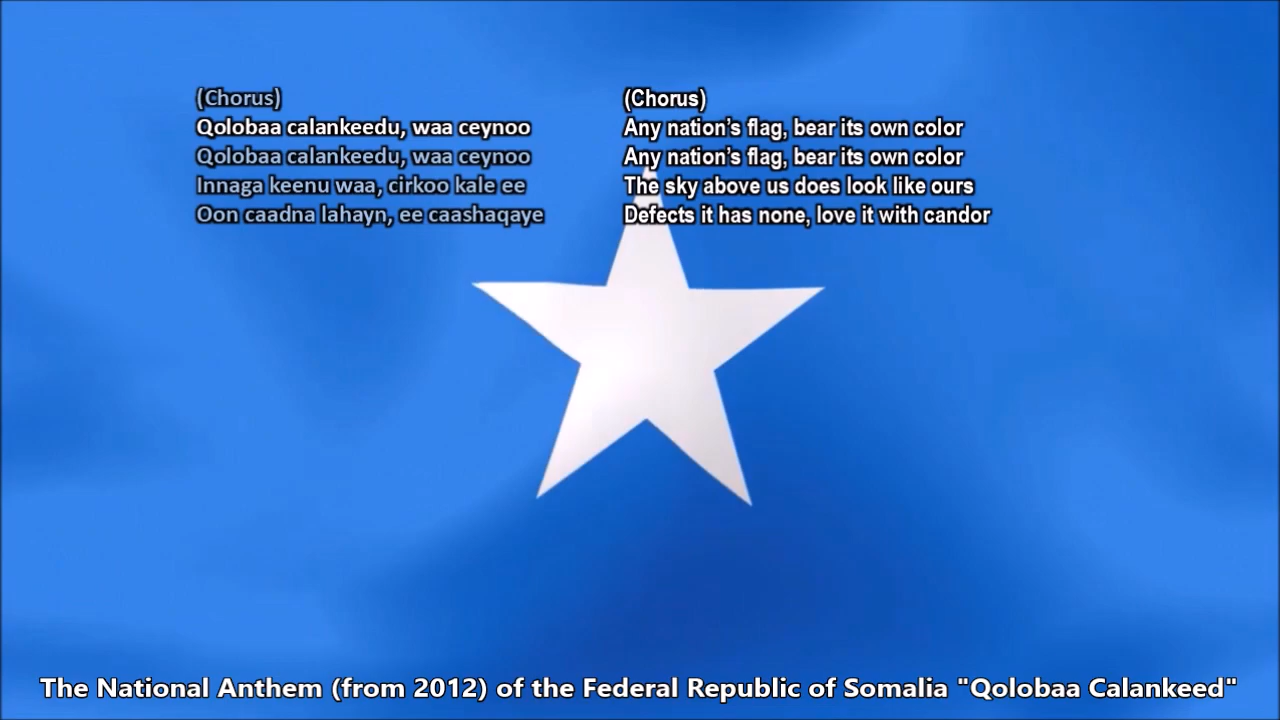 (Chorus)
Qolobaa calankeedu, waa ceynoo
Qolobaa calankeedu, waa ceynoo
Innaga keenu waa, cirkoo kale ee
Oon caadna lahayn, ee caashaqaye
(Chorus)
Any nation's flag, bear its own color
Any nation's flag, bear its own color
The sky above us does look like ours
Defects it has none, love it with candor
The National Anthem (from 2012) of the Federal Republic of Somalia "Qolobaa Calankeed"